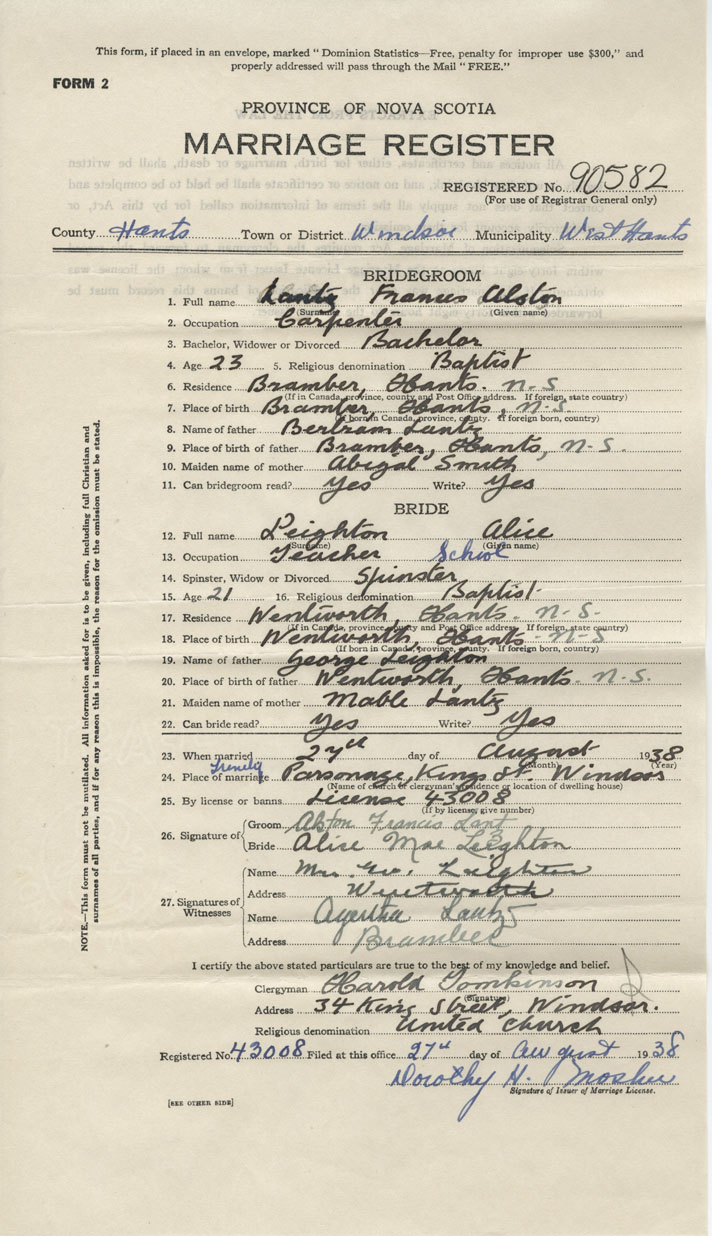 This form, if placed in an envelope, marked "Dominion Statistics—Free, penalty for improper use $300," and
properly addressed will pass through the Mail "FREE."
FORM 2
PROVINCE OF NOVA SCOTIA
MARRIAGE REGISTER
REGISTERED No. 90582
(For use of Registrar General only)
County Hants Town or District Windsor Municipality West Hants
BRIDEGROOM
1. Full name Lantz Frances Alston
(Surname) (Given name)
2. Occupation Carpenter
3. Bachelor, Widower or Divorced Bachelor
4. Age 23 5. Religious denomination Baptist
6. Residence Bramber, Hants. N-S
(If in Canada, province, county and Post Office address. If foreign, state country)
7. Place of birth Bramber, Hants, N-S.
(If born in Canada, province, county. If foreign born, country)
8. Name of father Bertram Lantz
9. Place of birth of father Bramber, Hants, N-S.
10. Maiden name of mother Abigal Smith
11. Can bridegroom read? Yes Write? Yes
BRIDE
12. Full name Leighton Alice
(Surname) (Given name)
13. Occupation Teacher School
14. Spinster, Widow or Divorced Spinster
15. Age 21 16. Religious denomination Baptist
17. Residence Wentworth, Hants. N-S-
(If in Canada, province, county and Post Office address. If foreign, state country)
18. Place of birth Wentworth, Hants - N-S
(If born in Canada, province, county. If foreign born, country)
19. Name of father George Leighton
20. Place of birth of father Wentworth, Hants. N.S.
21. Maiden name of mother Mable Lantz
22. Can bride read? Yes Write? Yes
23. When married 27th day of August 1938
(Month) (Year)
24. Place of marriage Trinity Parsonage, Kings St. Windsor
(Name of church of clergyman's residence or location of dwelling house)
25. By license or banns License 43008
(If by license, give number)
26. Signature of
Groom Alston Francis Lantz
Bride Alice Mae Leighton
27. Signatures of Witnesses
Name Mrs. Geo. Leighton
Address Wentworth
Name Lantz
Address Bramber
I certify the above stated particulars are true to the best of my knowledge and belief.
Clergyman Harold Tomkinson
(Signature)
Address 34 King Street, Windsor.
Religious denomination United Church
Registered No. 43008 Filed at this office 27th day of August 1938
Dorothy H. Mosher
Signature of Issuer of Marriage License.
[SEE OTHER SIDE]
NOTE.—This form must not be mutilated. All information asked for is to be given, including full Christian and
surnames of all parties, and if for any reason this is impossible, the reason for the omission must be stated.